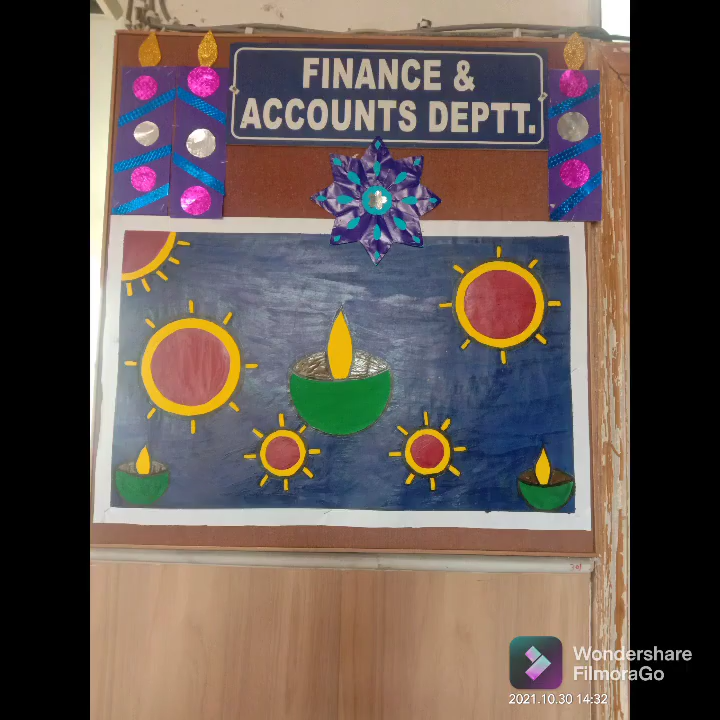 FINANCE &
ACCOUNTS DEPTT.
Wondershare
FilmoraGo
2021.10.30 14:32